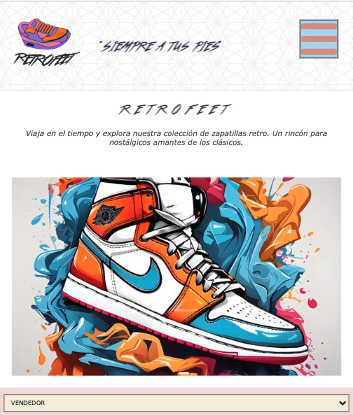 RETROFEET
"SIEMPRE A TUS PIES"
RETROFEET
Viaja en el tiempo y explora nuestra colección de zapatillas retro. Un rincón para
nostálgicos amantes de los clásicos.
VENDEDOR